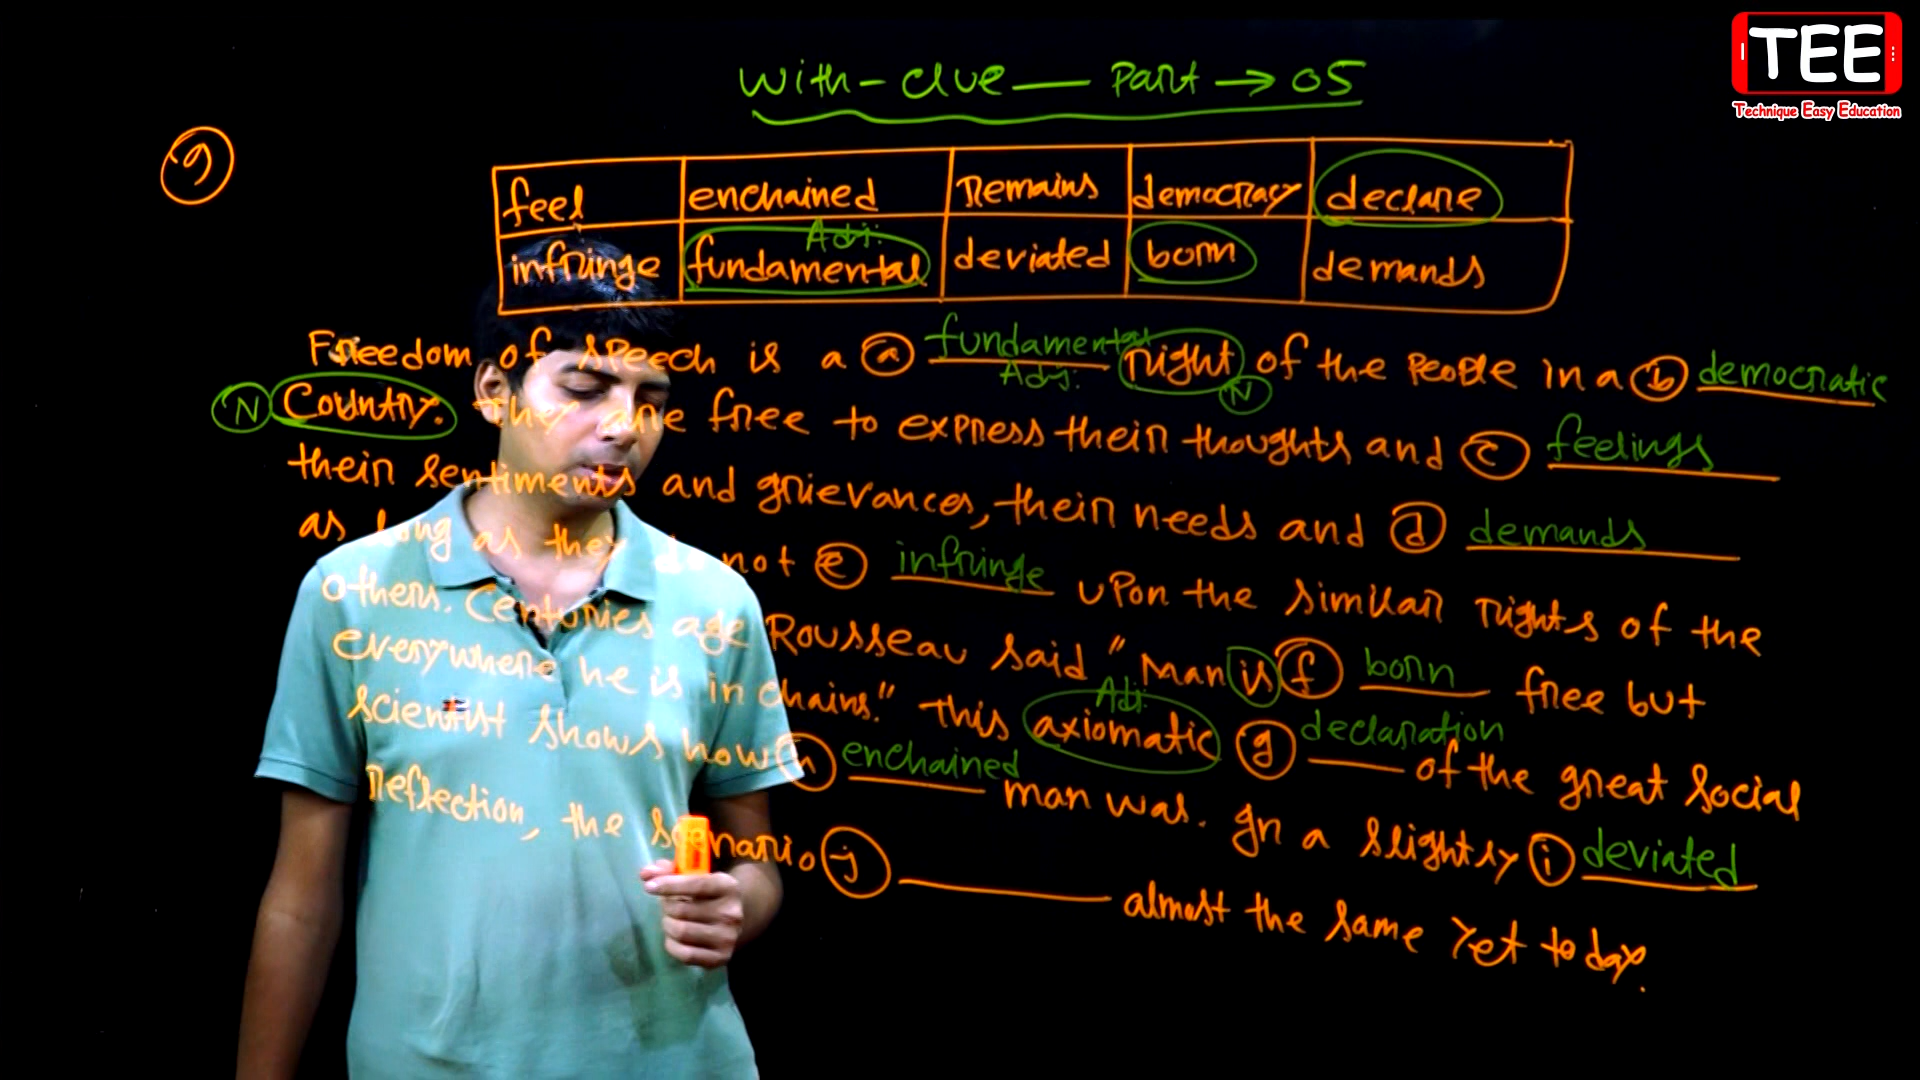 TEE
Technique Easy Education
With-clue — Part → 05
9
feel enchained Remains democracy declare
Adj:
infringe fundamental deviated born demands
Freedom of speech is a (a) fundamental right of the people in a (b) democratic
Adj: N
N Country. They are free to express their thoughts and (c) feelings
their sentiments and grievances, their needs and (d) demands
as long as they do not (e) infringe upon the similar rights of the
others. Centuries age Rousseau said "Man is (f) born free but
everywhere he is in chains." This axiomatic (g) declaration of the great social
Adj:
scientist shows how (h) enchained man was. In a slightly (i) deviated
reflection, the scenario (j) ______ almost the same yet today.